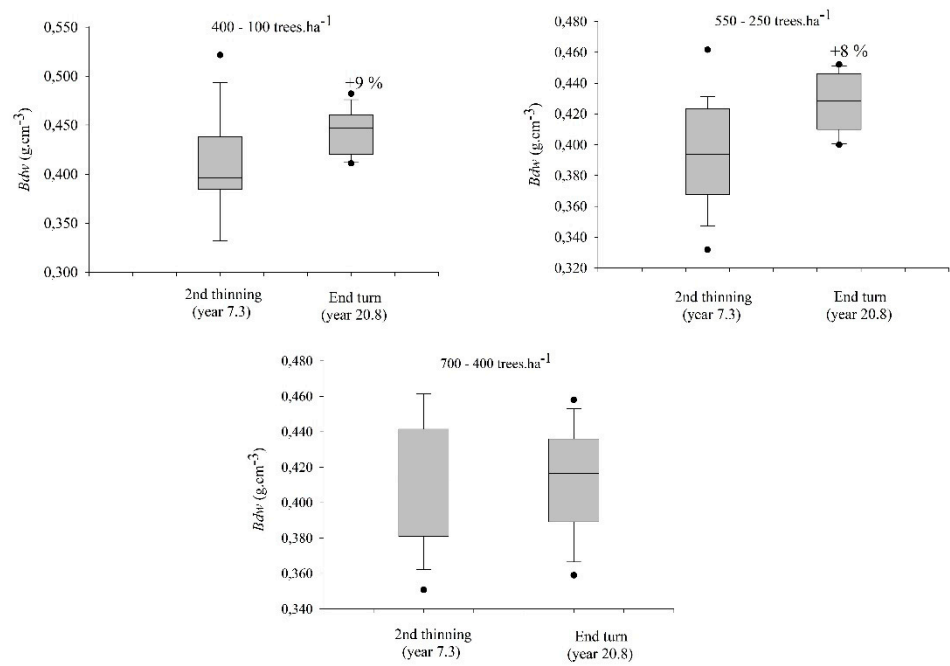 400 - 100 trees.ha-1
0,550
0,500
0,450
0,400
0,350
0,300
Bdw (g.cm-3)
+9 %
2nd thinning
(year 7.3)
End turn
(year 20.8)
550 - 250 trees.ha-1
0,480
0,460
0,440
0,420
0,400
0,380
0,360
0,340
0,320
Bdw (g.cm-3)
+8 %
2nd thinning
(year 7.3)
End turn
(year 20.8)
700 - 400 trees.ha-1
0,480
0,460
0,440
0,420
0,400
0,380
0,360
0,340
Bdw (g.cm-3)
2nd thinning
(year 7.3)
End turn
(year 20.8)